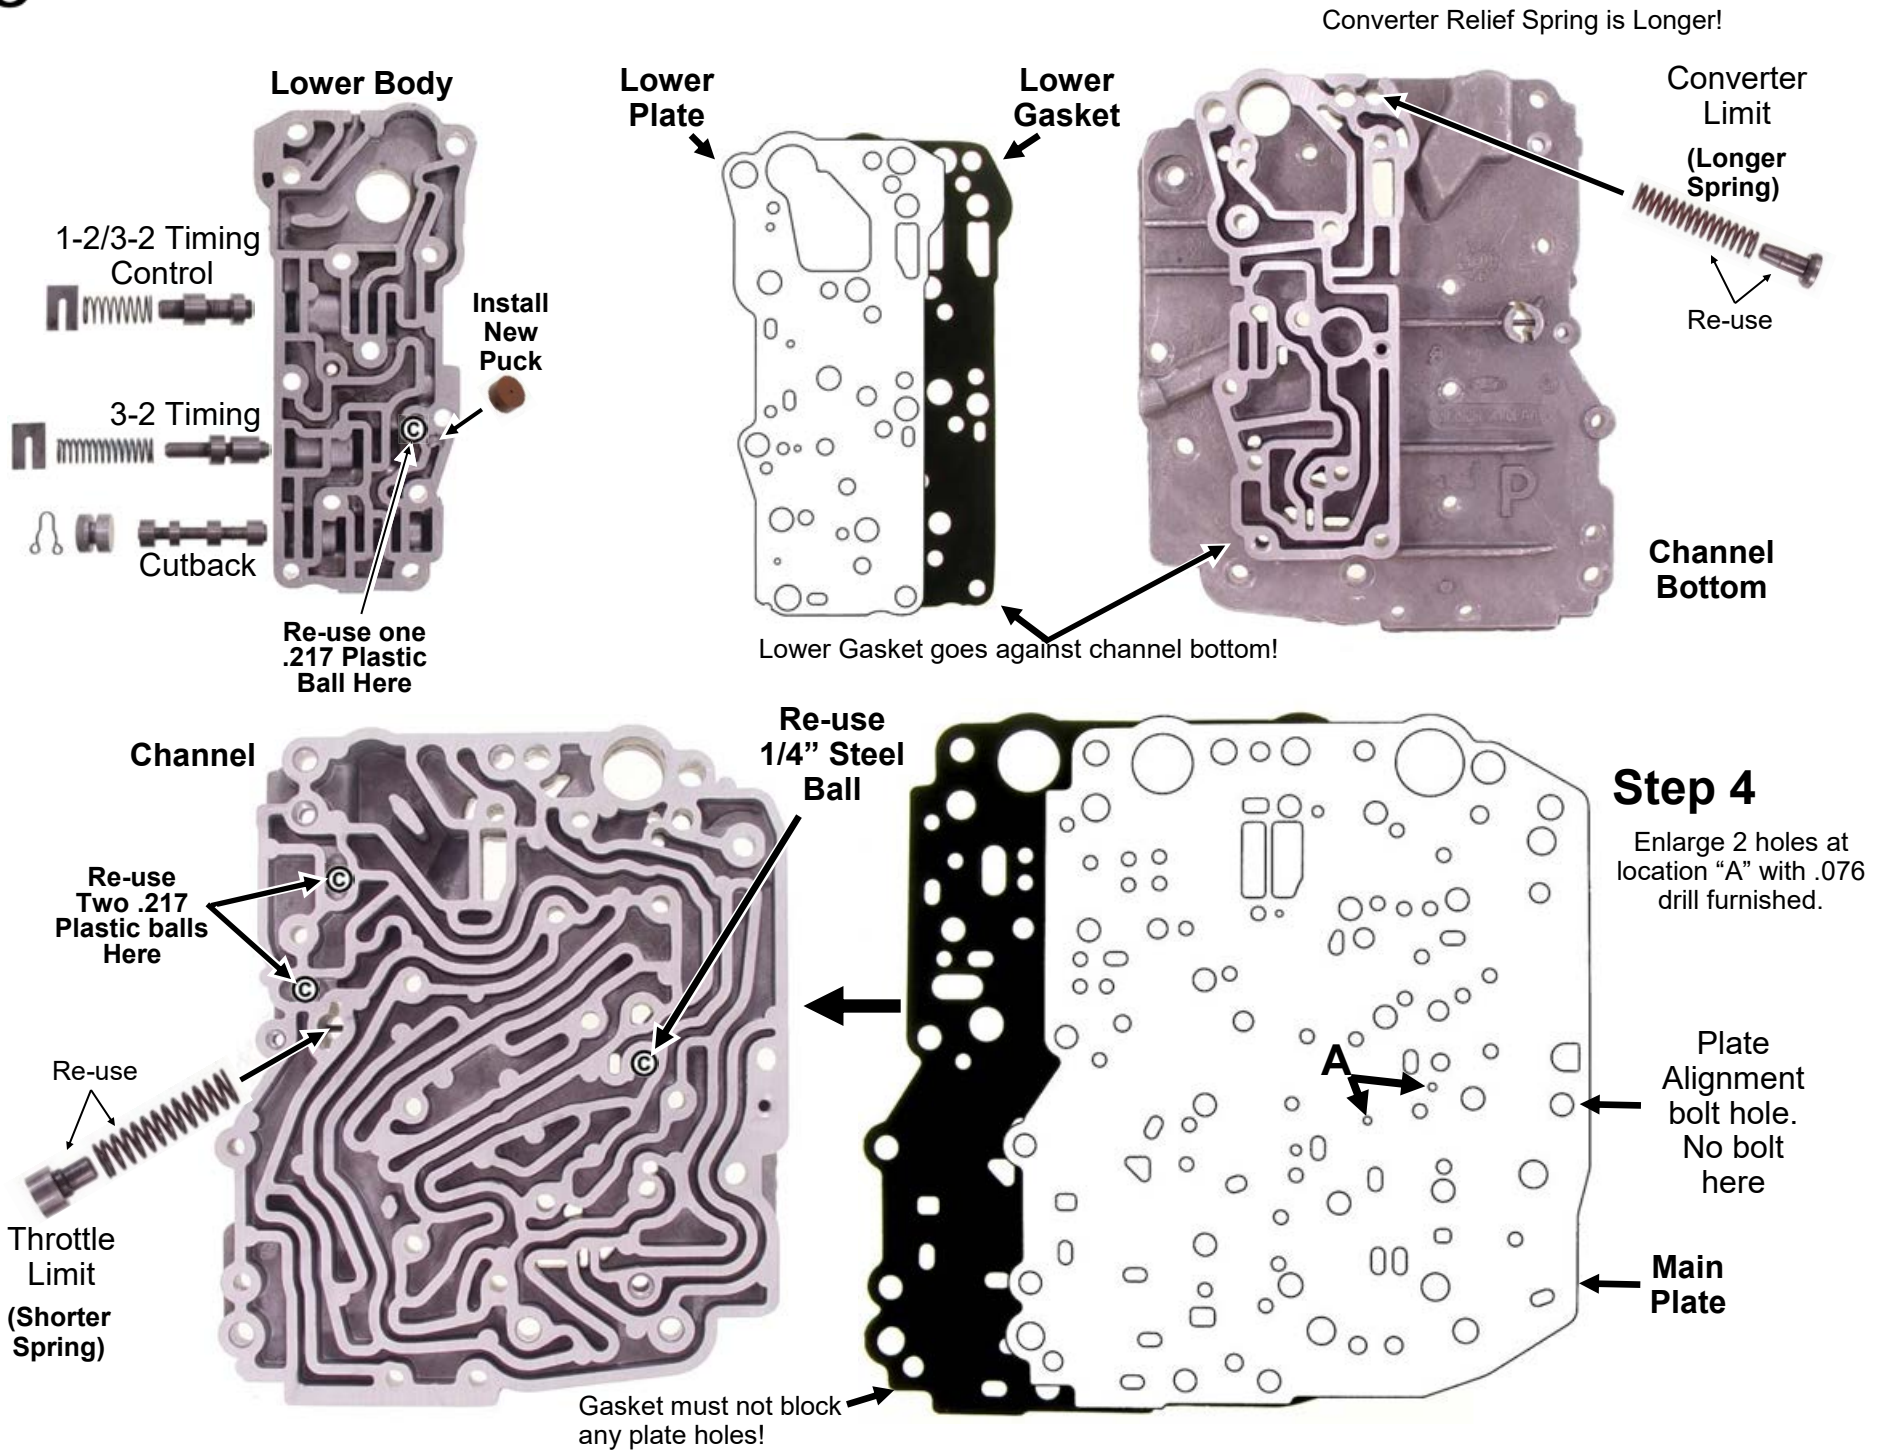 Converter Relief Spring is Longer!
Lower Body
Lower
Plate
Lower
Gasket
Converter
Limit
(Longer
Spring)
Re-use
1-2/3-2 Timing
Control
Install
New
Puck
3-2 Timing
C
Cutback
Re-use one
.217 Plastic
Ball Here
P
Channel
Bottom
Lower Gasket goes against channel bottom!
Channel
Re-use
1/4” Steel
Ball
Step 4
Enlarge 2 holes at
location “A” with .076
drill furnished.
Re-use
Two .217
Plastic balls
Here
C
C
C
Re-use
Throttle
Limit
(Shorter
Spring)
A
Plate
Alignment
bolt hole.
No bolt
here
Main
Plate
Gasket must not block
any plate holes!